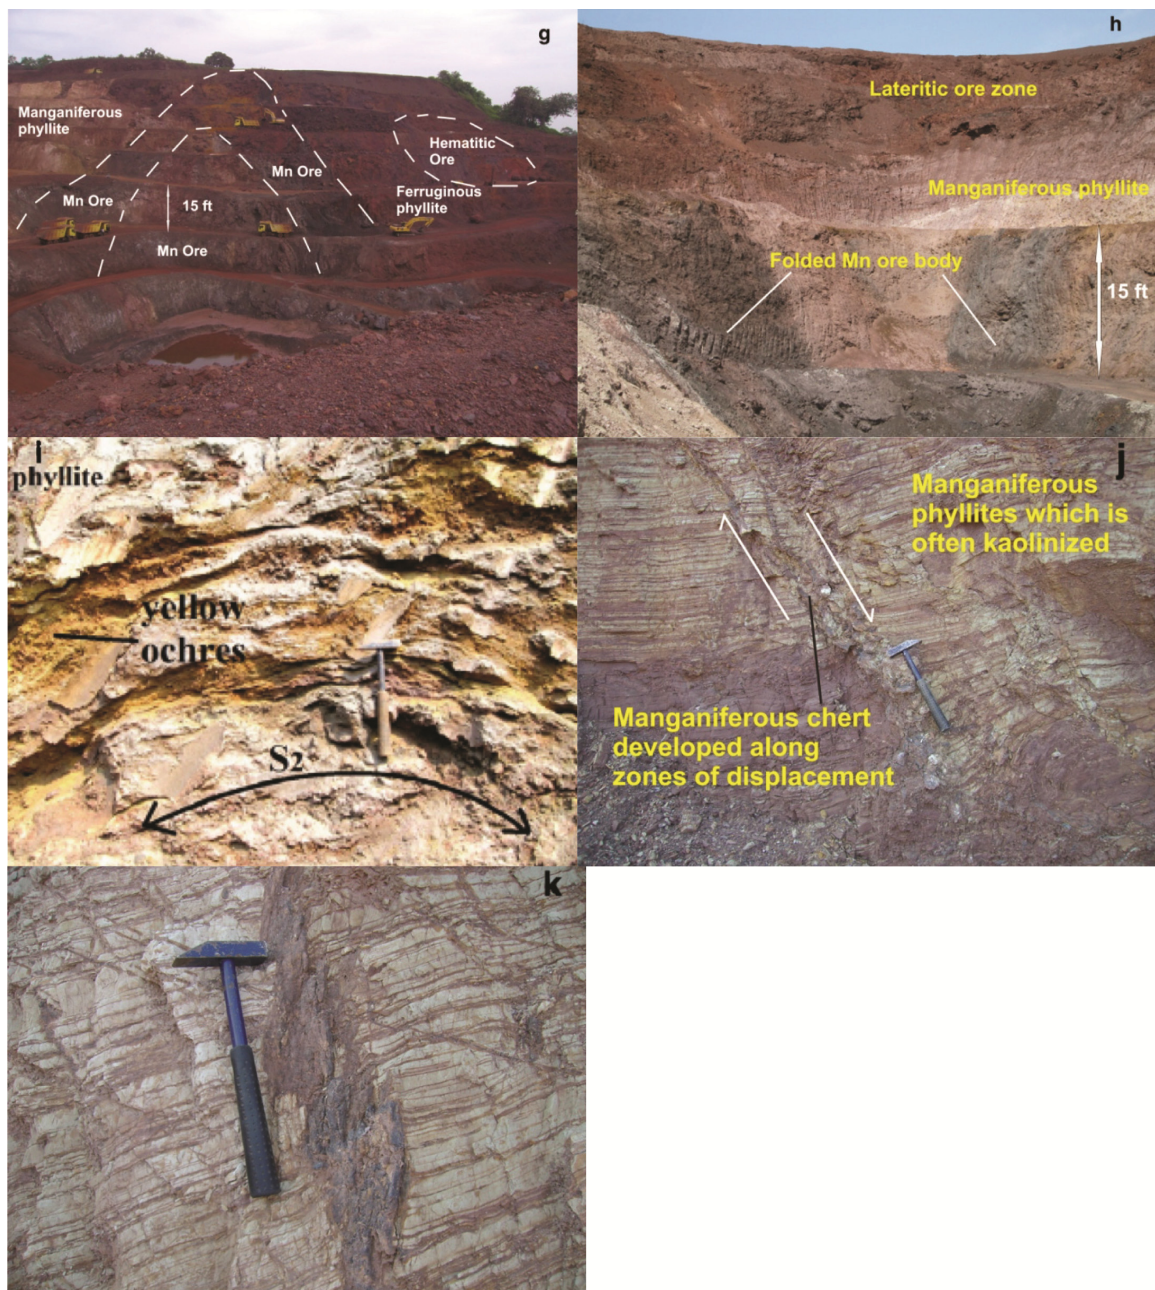 g
Manganiferous
phyllite
Hematitic
Ore
Mn Ore
Ferruginous
phyllite
Mn Ore
15 ft
Mn Ore
h
Lateritic ore zone
Manganiferous phyllite
Folded Mn ore body
15 ft
i
phyllite
yellow
ochres
S2
j
Manganiferous
phyllites which is
often kaolinized
Manganiferous chert
developed along
zones of displacement
k